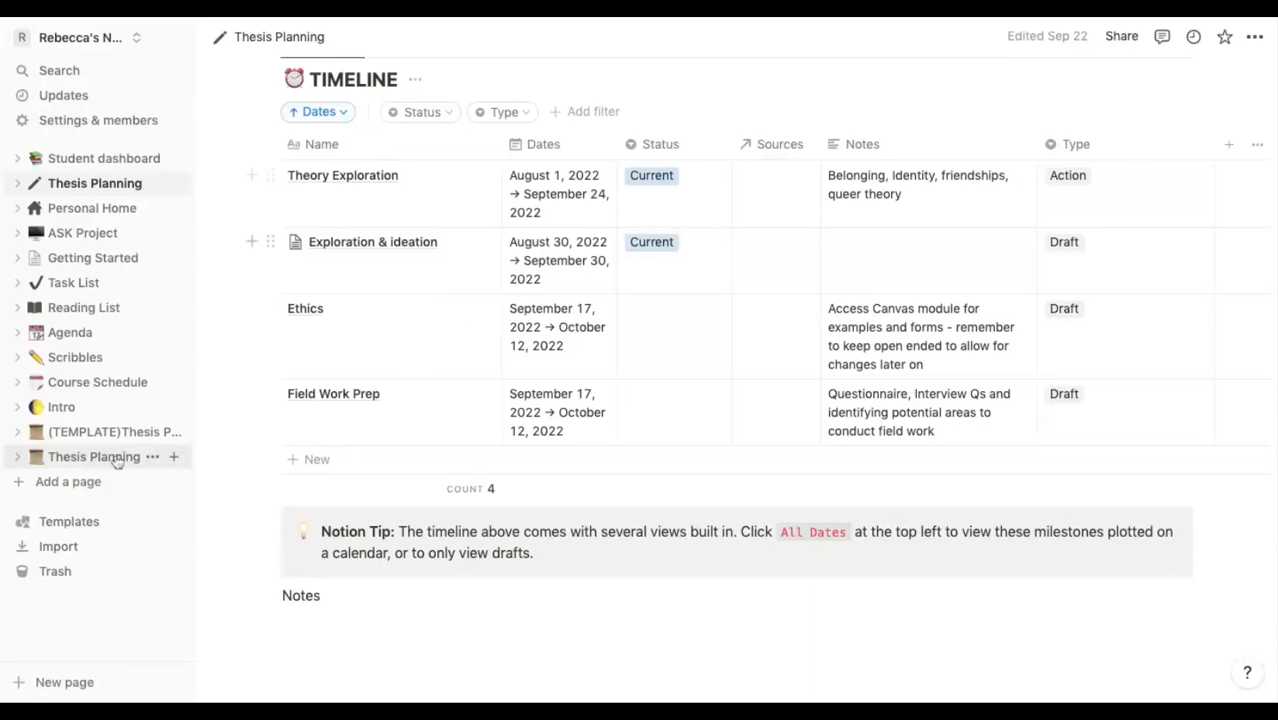 R Rebecca's N...
Search
Updates
Settings & members
Student dashboard
Thesis Planning
Personal Home
ASK Project
Getting Started
Task List
Reading List
Agenda
Scribbles
Course Schedule
Intro
(TEMPLATE)Thesis P...
Thesis Planning
Add a page
Templates
Import
Trash
New page
Thesis Planning
Edited Sep 22 Share
TIMELINE
Dates Status Type Add filter
Aa Name Dates Status Sources Notes Type
Theory Exploration
August 1, 2022
→ September 24,
2022
Current
Belonging, Identity, friendships,
queer theory
Action
Exploration & ideation
August 30, 2022
→ September 30,
2022
Current
Draft
Ethics
September 17,
2022 → October
12, 2022
Access Canvas module for
examples and forms - remember
to keep open ended to allow for
changes later on
Draft
Field Work Prep
September 17,
2022 → October
12, 2022
Questionnaire, Interview Qs and
identifying potential areas to
conduct field work
Draft
New
COUNT 4
Notion Tip: The timeline above comes with several views built in. Click All Dates at the top left to view these milestones plotted on
a calendar, or to only view drafts.
Notes
?